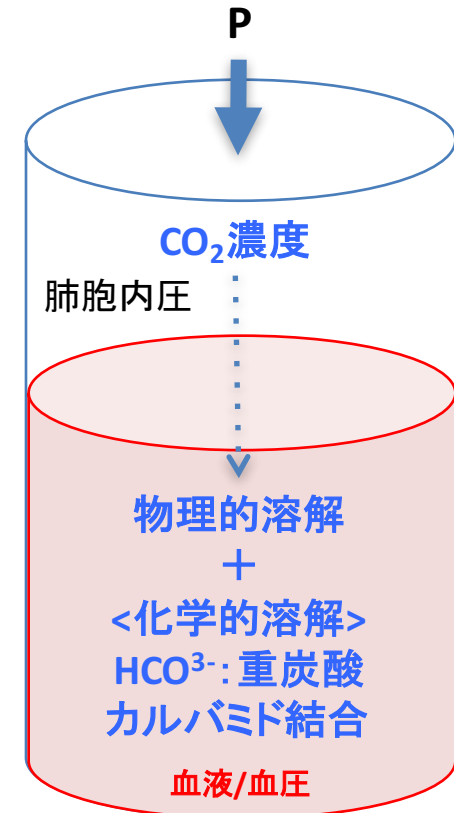 P
CO₂濃度
肺胞内圧
物理的溶解
＋
<化学的溶解>
HCO³⁻：重炭酸
カルバミド結合
血液/血圧